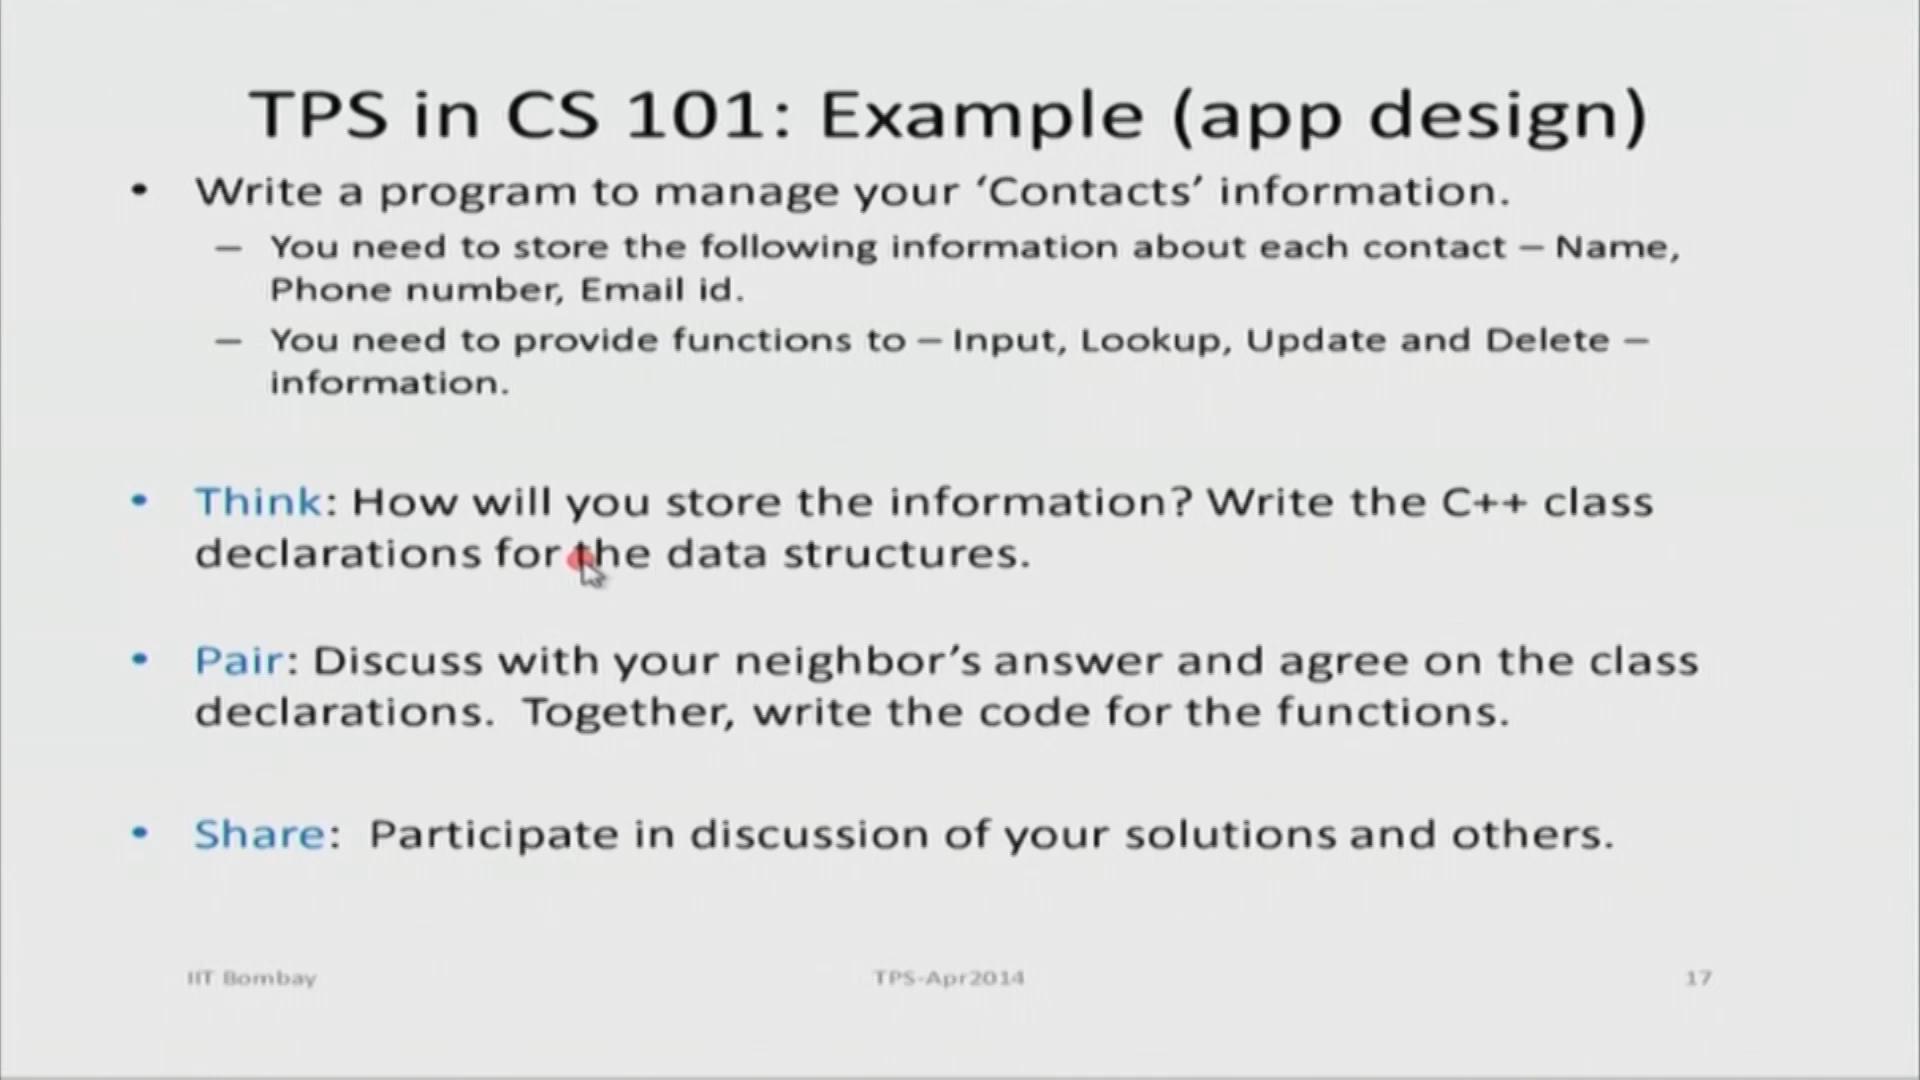 TPS in CS 101: Example (app design)
• Write a program to manage your ‘Contacts’ information.
– You need to store the following information about each contact – Name,
Phone number, Email id.
– You need to provide functions to – Input, Lookup, Update and Delete –
information.
• Think: How will you store the information? Write the C++ class
declarations for the data structures.
• Pair: Discuss with your neighbor’s answer and agree on the class
declarations. Together, write the code for the functions.
• Share: Participate in discussion of your solutions and others.
IIT Bombay TPS-Apr2014 17